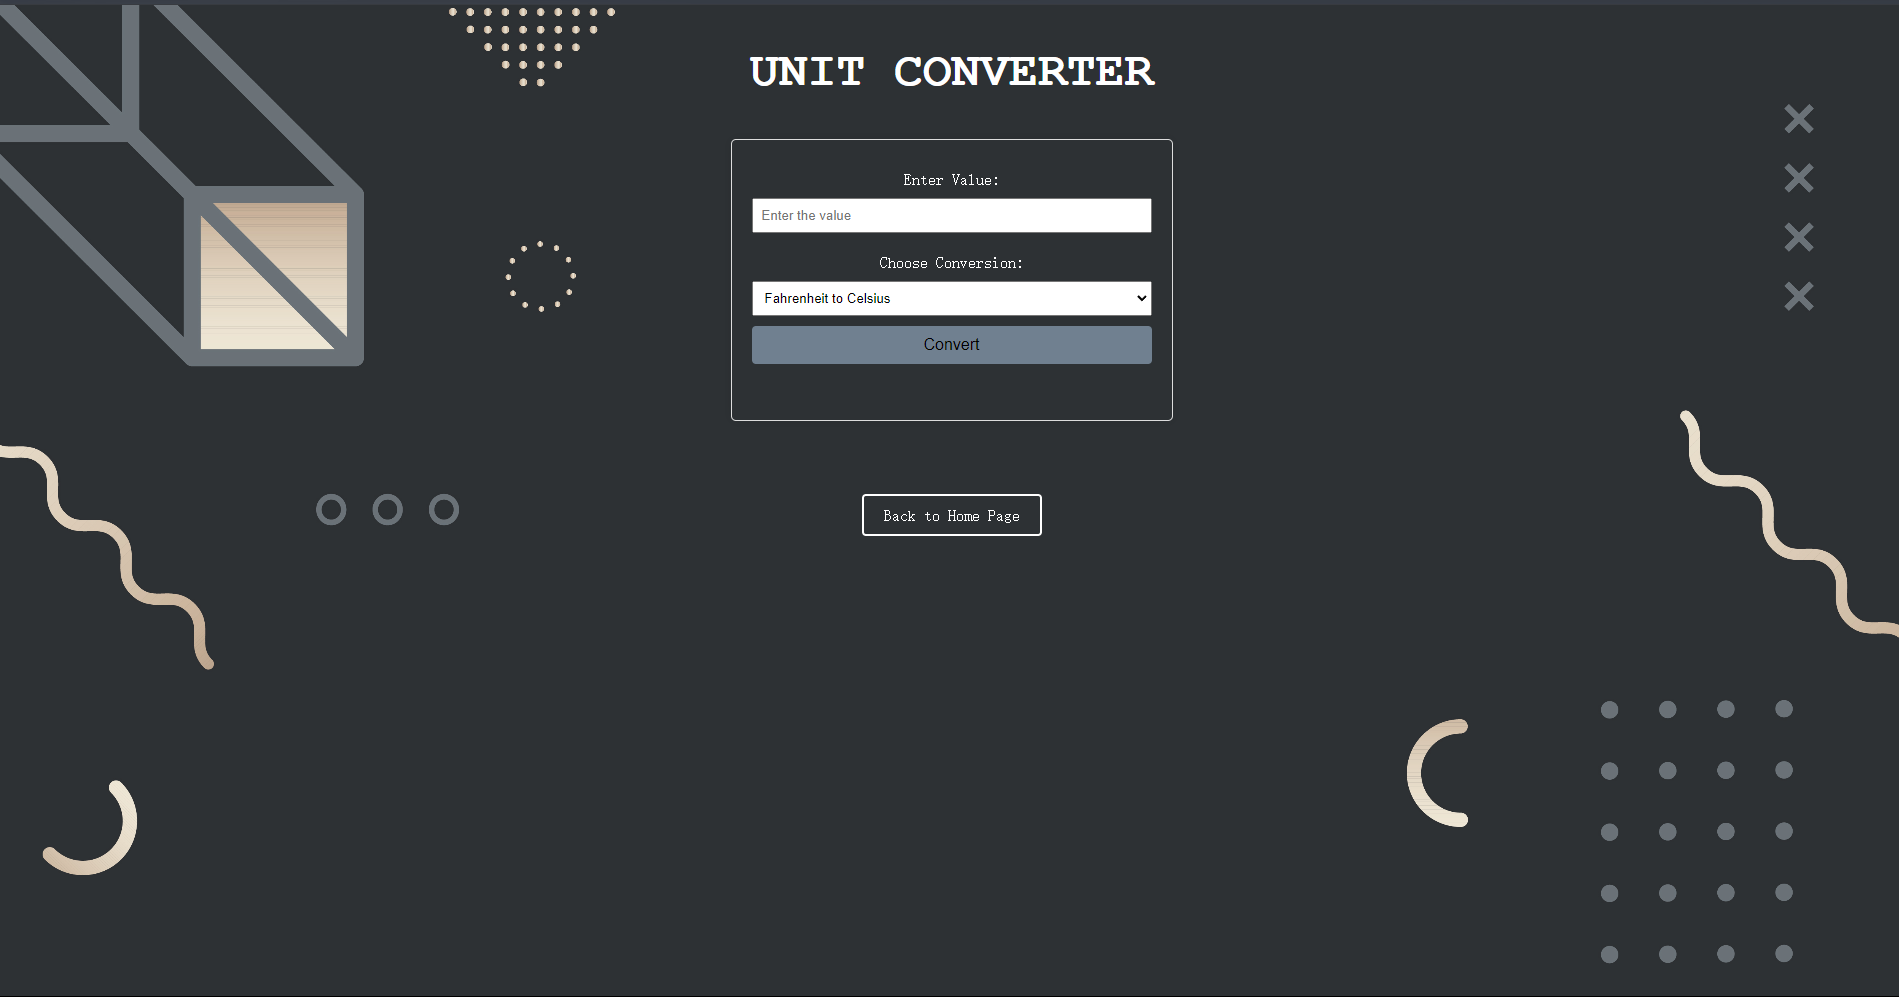 UNIT CONVERTER
Enter Value:
Enter the value
Choose Conversion:
Fahrenheit to Celsius
Convert
Back to Home Page